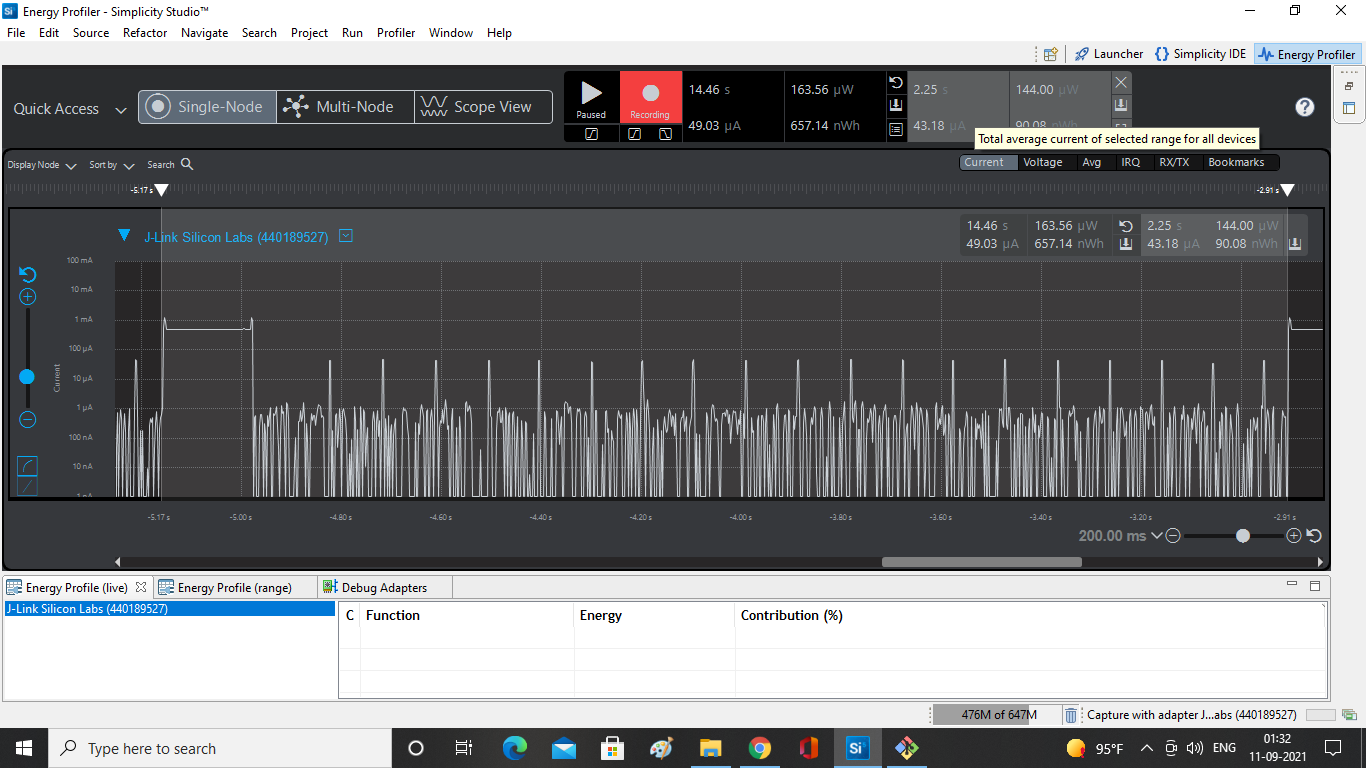 Energy Profiler - Simplicity Studio™
File Edit Source Refactor Navigate Search Project Run Profiler Window Help
Launcher Simplicity IDE Energy Profiler
Quick Access Single-Node Multi-Node Scope View
Paused Recording
14.46 s 163.56 µW
49.03 µA 657.14 nWh
2.25 s 144.00 µW
43.18 µA 90.08 nWh
Total average current of selected range for all devices
Display Node Sort by Search
Current Voltage Avg IRQ RX/TX Bookmarks
-5.17 s -2.91 s
J-Link Silicon Labs (440189527)
14.46 s 163.56 µW 2.25 s 144.00 µW
49.03 µA 657.14 nWh 43.18 µA 90.08 nWh
100 mA
10 mA
1 mA
100 µA
10 µA
1 µA
100 nA
10 nA
Current
-5.17 s -5.00 s -4.80 s -4.60 s -4.40 s -4.20 s -4.00 s -3.80 s -3.60 s -3.40 s -3.20 s -2.91 s
200.00 ms
Energy Profile (live) Energy Profile (range) Debug Adapters
J-Link Silicon Labs (440189527)
C Function Energy Contribution (%)
476M of 647M Capture with adapter J...abs (440189527)
Type here to search
Si
95°F ENG
01:32
11-09-2021